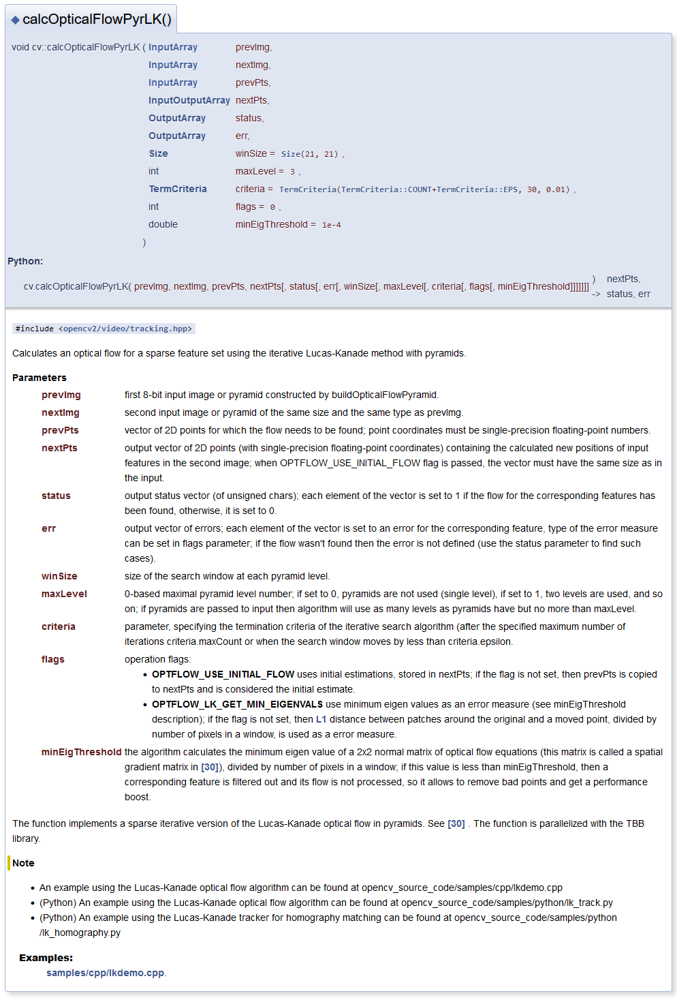 ◆ calcOpticalFlowPyrLK()
void cv::calcOpticalFlowPyrLK ( InputArray prevImg,
InputArray nextImg,
InputArray prevPts,
InputOutputArray nextPts,
OutputArray status,
OutputArray err,
Size winSize = Size(21, 21) ,
int maxLevel = 3 ,
TermCriteria criteria = TermCriteria(TermCriteria::COUNT+TermCriteria::EPS, 30, 0.01) ,
int flags = 0 ,
double minEigThreshold = 1e-4
)
Python:
cv.calcOpticalFlowPyrLK( prevImg, nextImg, prevPts, nextPts[, status[, err[, winSize[, maxLevel[, criteria[, flags[, minEigThreshold]]]]]]] ) nextPts,
-> status, err
#include <opencv2/video/tracking.hpp>
Calculates an optical flow for a sparse feature set using the iterative Lucas-Kanade method with pyramids.
Parameters
prevImg first 8-bit input image or pyramid constructed by buildOpticalFlowPyramid.
nextImg second input image or pyramid of the same size and the same type as prevImg.
prevPts vector of 2D points for which the flow needs to be found; point coordinates must be single-precision floating-point numbers.
nextPts output vector of 2D points (with single-precision floating-point coordinates) containing the calculated new positions of input
features in the second image; when OPTFLOW_USE_INITIAL_FLOW flag is passed, the vector must have the same size as in
the input.
status output status vector (of unsigned chars); each element of the vector is set to 1 if the flow for the corresponding features has
been found, otherwise, it is set to 0.
err output vector of errors; each element of the vector is set to an error for the corresponding feature, type of the error measure
can be set in flags parameter; if the flow wasn't found then the error is not defined (use the status parameter to find such
cases).
winSize size of the search window at each pyramid level.
maxLevel 0-based maximal pyramid level number; if set to 0, pyramids are not used (single level), if set to 1, two levels are used, and so
on; if pyramids are passed to input then algorithm will use as many levels as pyramids have but no more than maxLevel.
criteria parameter, specifying the termination criteria of the iterative search algorithm (after the specified maximum number of
iterations criteria.maxCount or when the search window moves by less than criteria.epsilon.
flags operation flags:
• OPTFLOW_USE_INITIAL_FLOW uses initial estimations, stored in nextPts; if the flag is not set, then prevPts is copied
to nextPts and is considered the initial estimate.
• OPTFLOW_LK_GET_MIN_EIGENVALS use minimum eigen values as an error measure (see minEigThreshold
description); if the flag is not set, then L1 distance between patches around the original and a moved point, divided by
number of pixels in a window, is used as a error measure.
minEigThreshold the algorithm calculates the minimum eigen value of a 2x2 normal matrix of optical flow equations (this matrix is called a spatial
gradient matrix in [30]), divided by number of pixels in a window; if this value is less than minEigThreshold, then a
corresponding feature is filtered out and its flow is not processed, so it allows to remove bad points and get a performance
boost.
The function implements a sparse iterative version of the Lucas-Kanade optical flow in pyramids. See [30] . The function is parallelized with the TBB
library.
Note
• An example using the Lucas-Kanade optical flow algorithm can be found at opencv_source_code/samples/cpp/lkdemo.cpp
• (Python) An example using the Lucas-Kanade optical flow algorithm can be found at opencv_source_code/samples/python/lk_track.py
• (Python) An example using the Lucas-Kanade tracker for homography matching can be found at opencv_source_code/samples/python
/lk_homography.py
Examples:
samples/cpp/lkdemo.cpp.